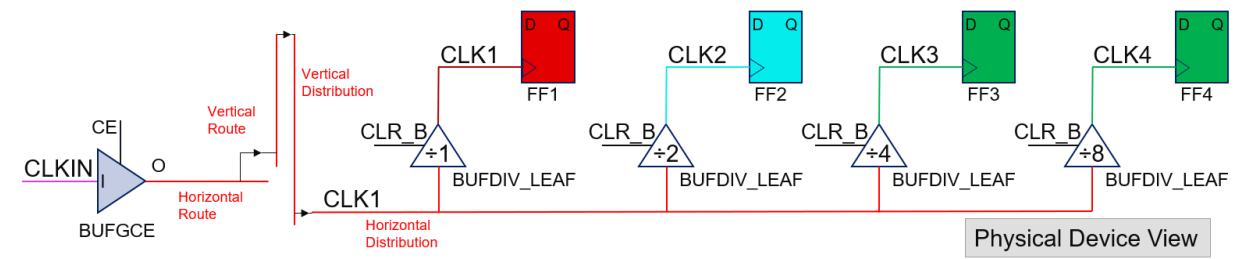 D Q
D Q
D Q
D Q
CLK1
CLK2
CLK3
CLK4
Vertical
Distribution
FF1
FF2
FF3
FF4
Vertical
Route
CE
CLR_B
CLR_B
CLR_B
CLR_B
÷1
÷2
÷4
÷8
CLKIN
I
O
BUFDIV_LEAF
BUFDIV_LEAF
BUFDIV_LEAF
BUFDIV_LEAF
Horizontal
Route
CLK1
BUFGCE
Horizontal
Distribution
Physical Device View